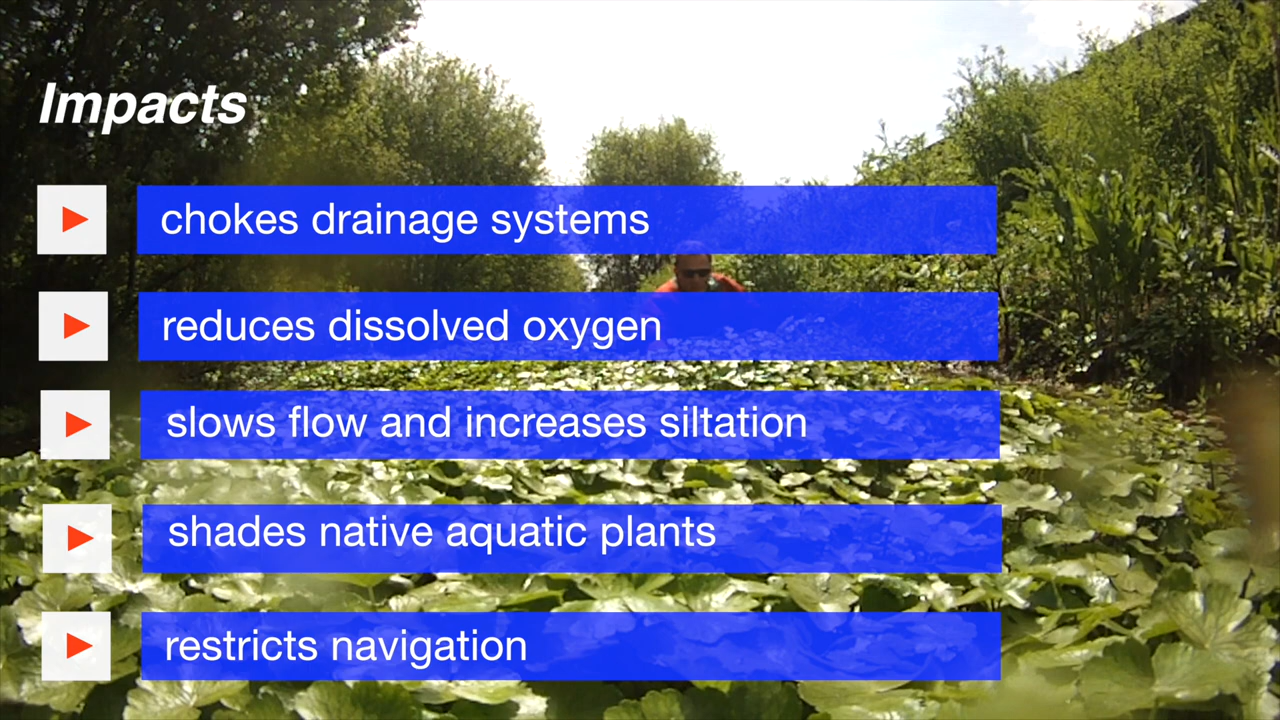 Impacts
chokes drainage systems
reduces dissolved oxygen
slows flow and increases siltation
shades native aquatic plants
restricts navigation